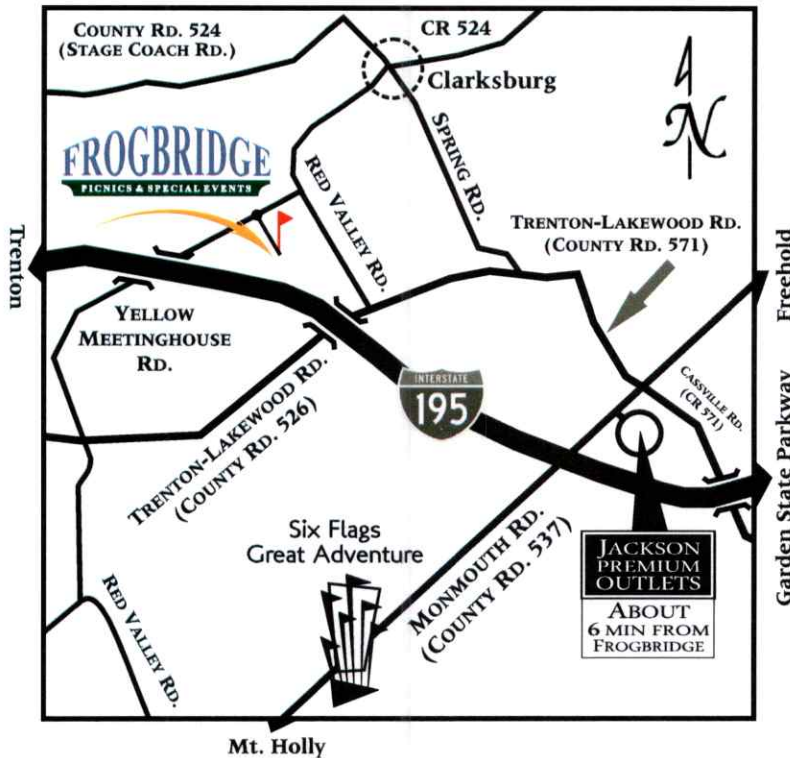 COUNTY RD. 524
(STAGE COACH RD.)
CR 524
Clarksburg
N
FROGBRIDGE
PICNICS & SPECIAL EVENTS
SPRING RD.
RED VALLEY RD.
TRENTON-LAKEWOOD RD.
(COUNTY RD. 571)
Trenton
Freehold
YELLOW
MEETINGHOUSE
RD.
INTERSTATE
195
CASSVILLE RD.
(CR 571)
TRENTON-LAKEWOOD RD.
(COUNTY RD. 526)
Garden State Parkway
Six Flags
Great Adventure
MONMOUTH RD.
(COUNTY RD. 537)
JACKSON
PREMIUM
OUTLETS
ABOUT
6 MIN FROM
FROGBRIDGE
RED VALLEY RD.
Mt. Holly